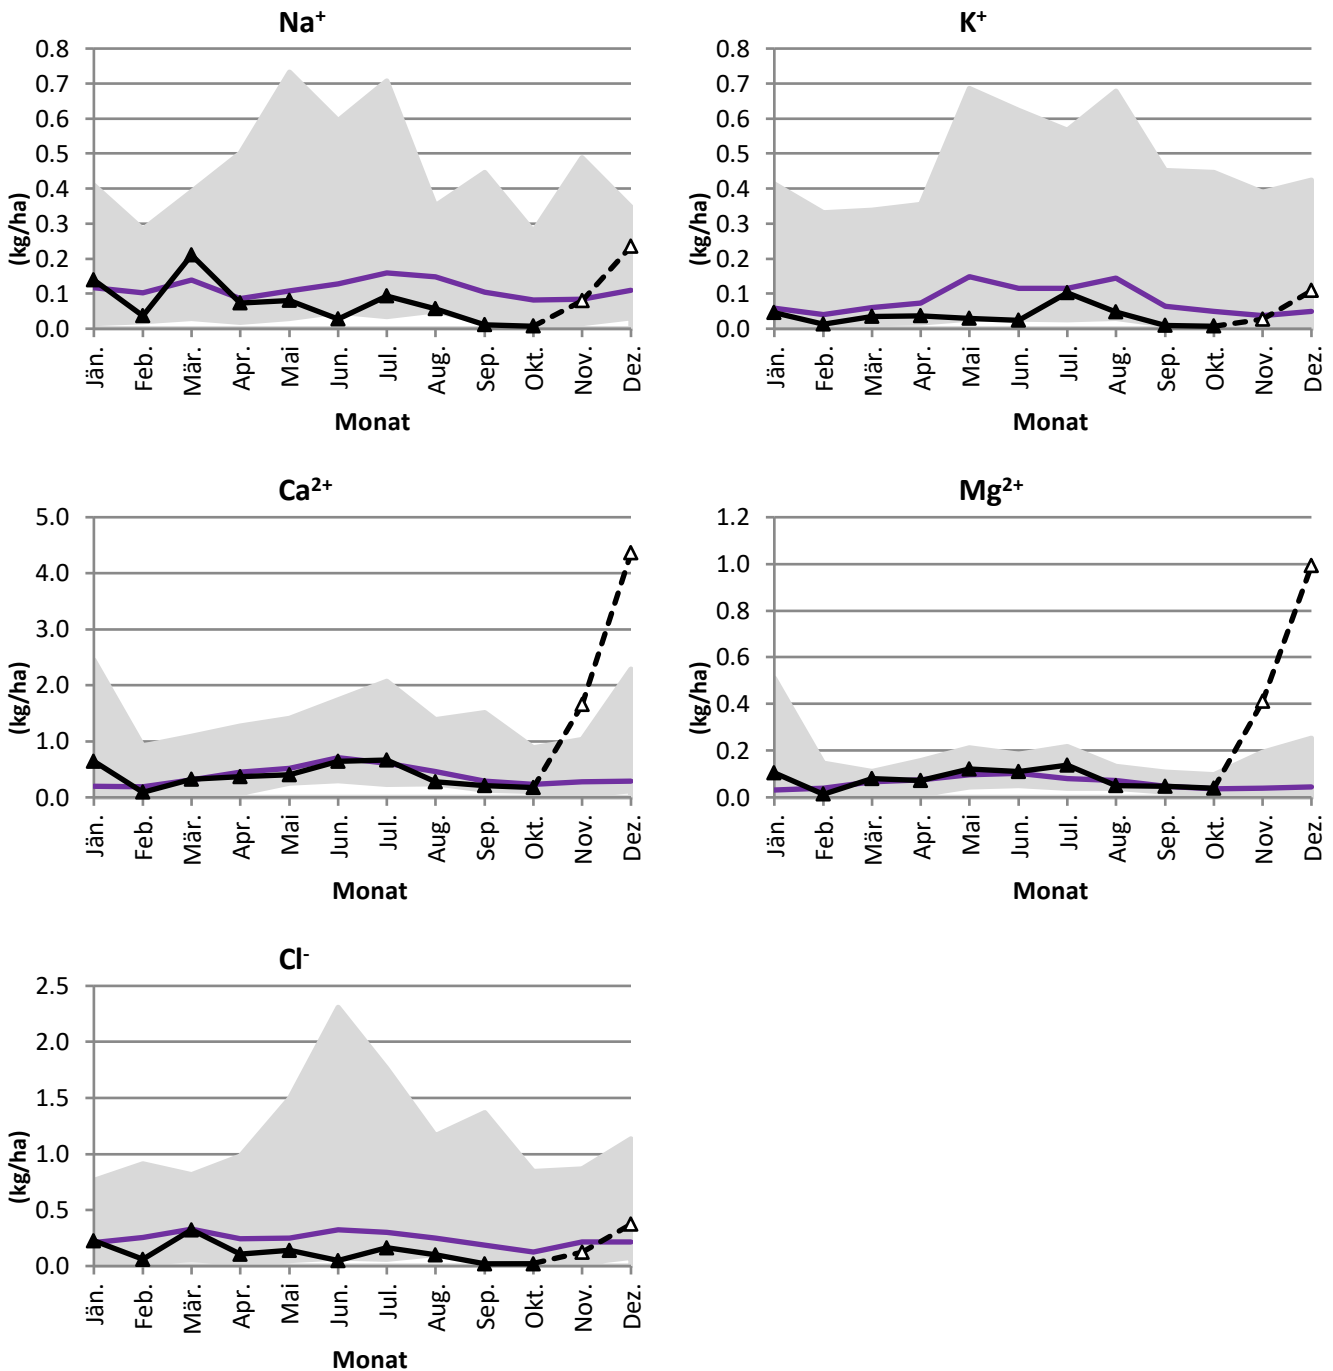 Na⁺
0.8
0.7
0.6
0.5
0.4
0.3
0.2
0.1
0.0
(kg/ha)
Jän.
Feb.
Mär.
Apr.
Mai
Jun.
Jul.
Aug.
Sep.
Okt.
Nov.
Dez.
Monat
K⁺
0.8
0.7
0.6
0.5
0.4
0.3
0.2
0.1
0.0
(kg/ha)
Jän.
Feb.
Mär.
Apr.
Mai
Jun.
Jul.
Aug.
Sep.
Okt.
Nov.
Dez.
Monat
Ca²⁺
5.0
4.0
3.0
2.0
1.0
0.0
(kg/ha)
Jän.
Feb.
Mär.
Apr.
Mai
Jun.
Jul.
Aug.
Sep.
Okt.
Nov.
Dez.
Monat
Mg²⁺
1.2
1.0
0.8
0.6
0.4
0.2
0.0
(kg/ha)
Jän.
Feb.
Mär.
Apr.
Mai
Jun.
Jul.
Aug.
Sep.
Okt.
Nov.
Dez.
Monat
Cl⁻
2.5
2.0
1.5
1.0
0.5
0.0
(kg/ha)
Jän.
Feb.
Mär.
Apr.
Mai
Jun.
Jul.
Aug.
Sep.
Okt.
Nov.
Dez.
Monat